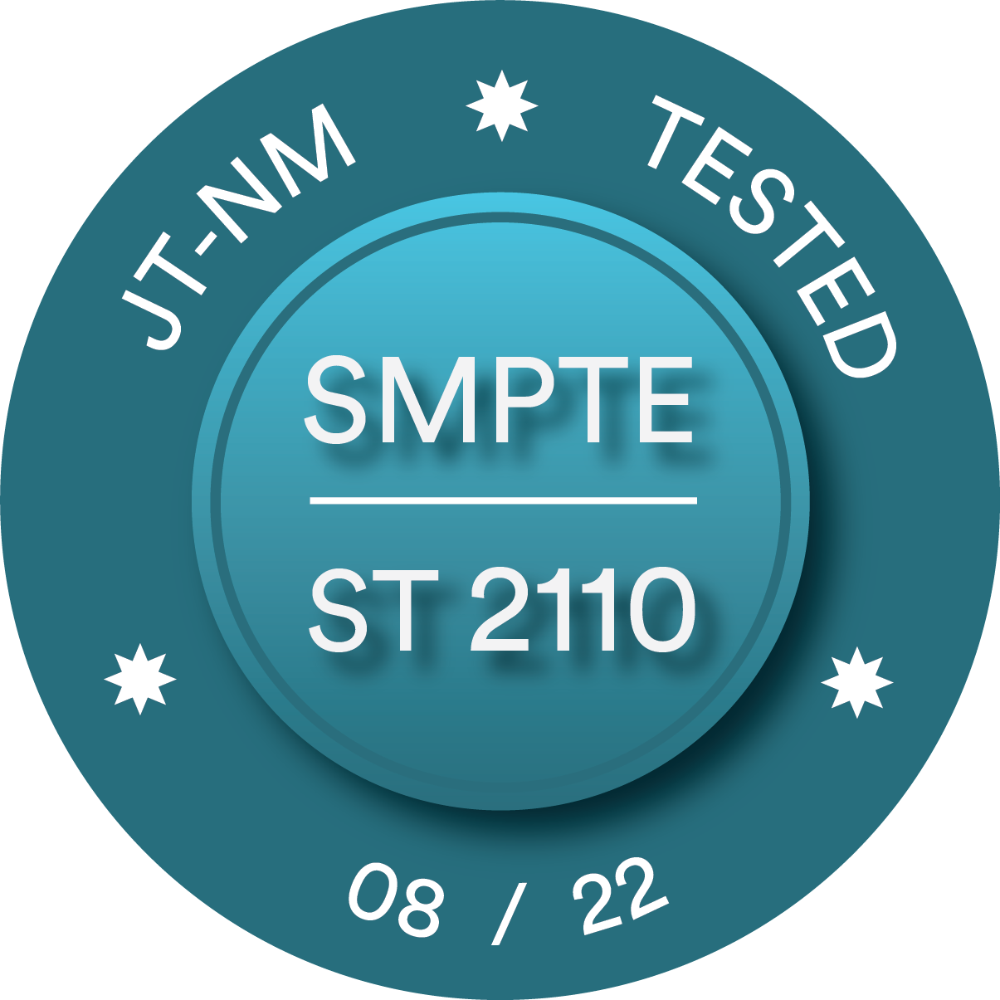 JT-NM TESTED
SMPTE
ST 2110
08 / 22